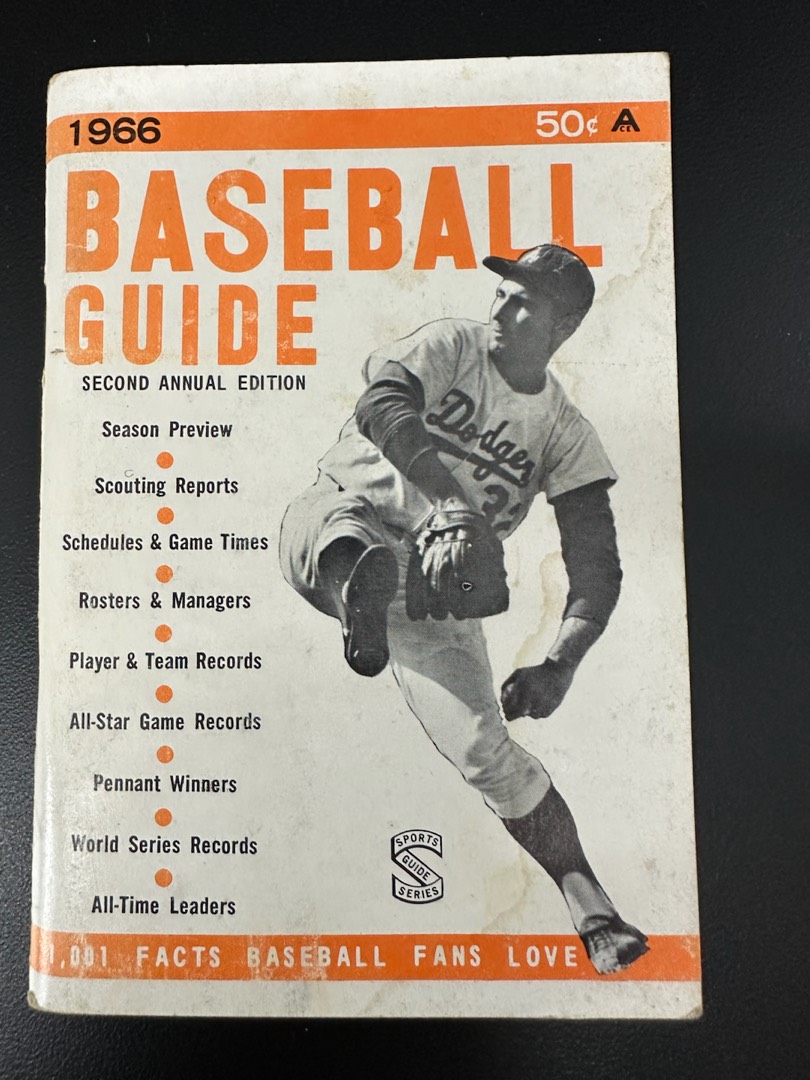 1966
50¢ ACE
BASEBALL
GUIDE
SECOND ANNUAL EDITION
Season Preview
Scouting Reports
Schedules & Game Times
Rosters & Managers
Player & Team Records
All-Star Game Records
Pennant Winners
World Series Records
All-Time Leaders
Dodgers
32
SPORTS
GUIDE
SERIES
1,001 FACTS BASEBALL FANS LOVE